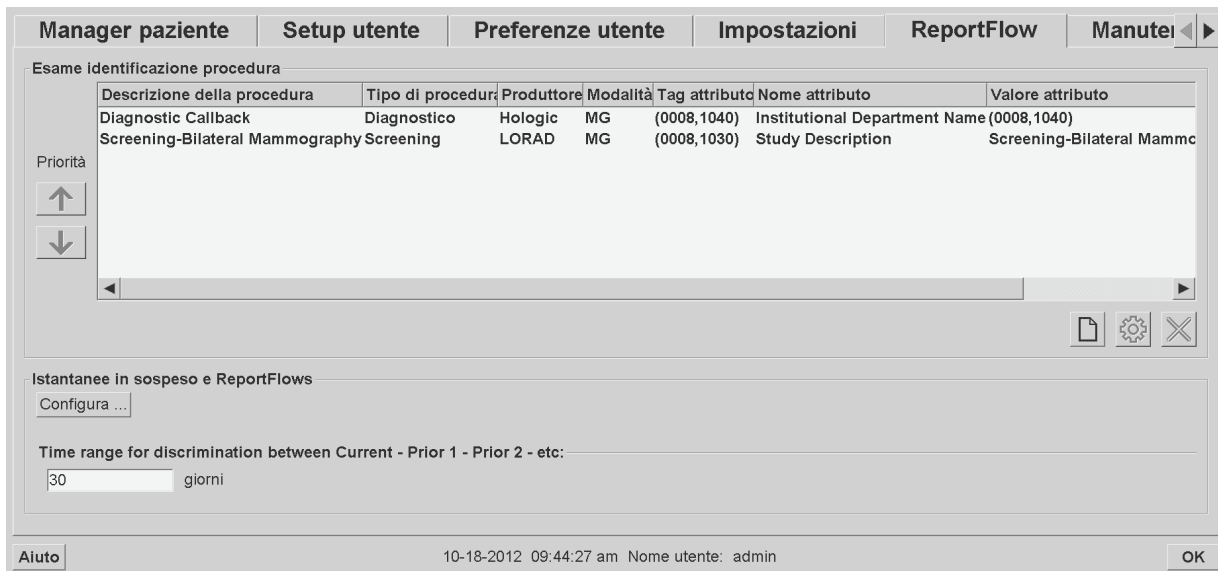 Manager paziente Setup utente Preferenze utente Impostazioni ReportFlow Manuter
Esame identificazione procedura
Descrizione della procedura Tipo di procedura Produttore Modalità Tag attributo Nome attributo Valore attributo
Diagnostic Callback Diagnostico Hologic MG (0008,1040) Institutional Department Name (0008,1040)
Screening-Bilateral Mammography Screening LORAD MG (0008,1030) Study Description Screening-Bilateral Mammo
Priorità
Istantanee in sospeso e ReportFlows
Configura ...
Time range for discrimination between Current - Prior 1 - Prior 2 - etc:
30 giorni
Aiuto 10-18-2012 09:44:27 am Nome utente: admin OK